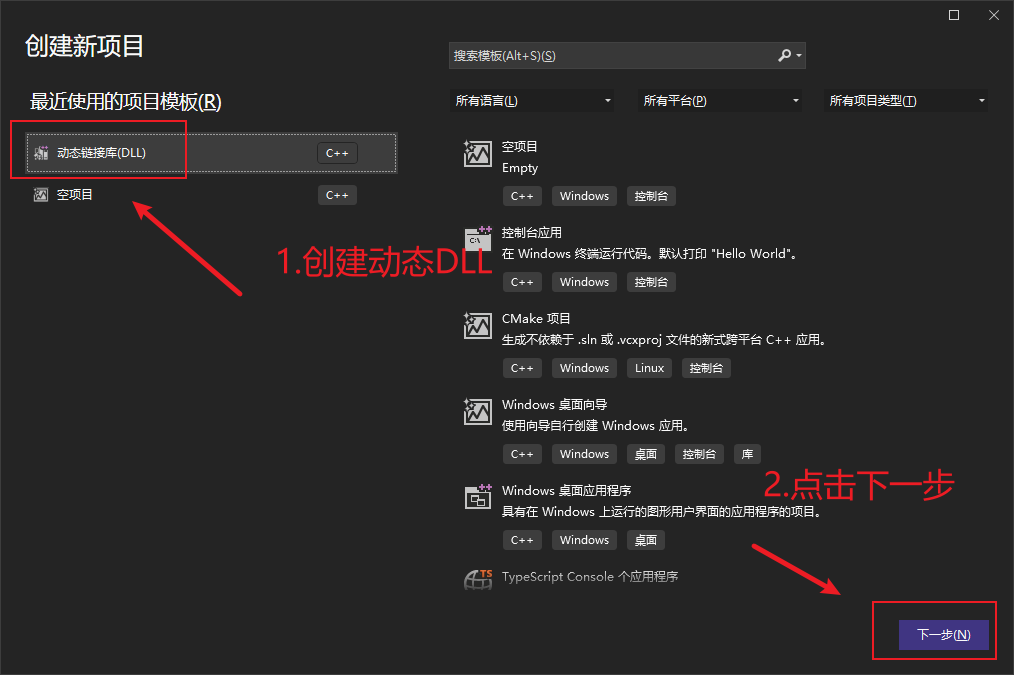 创建新项目
搜索模板(Alt+S)(S)
最近使用的项目模板(R)
所有语言(L)
所有平台(P)
所有项目类型(T)
动态链接库(DLL)
C++
空项目
C++
1.创建动态DLL
空项目
Empty
C++ Windows 控制台
控制台应用
在 Windows 终端运行代码。默认打印 "Hello World"。
C++ Windows 控制台
CMake 项目
生成不依赖于 .sln 或 .vcxproj 文件的新式跨平台 C++ 应用。
C++ Windows Linux 控制台
Windows 桌面向导
使用向导自行创建 Windows 应用。
C++ Windows 桌面 控制台 库
Windows 桌面应用程序
具有在 Windows 上运行的图形用户界面的应用程序的项目。
C++ Windows 桌面
TS
TypeScript Console 个应用程序
2.点击下一步
下一步(N)